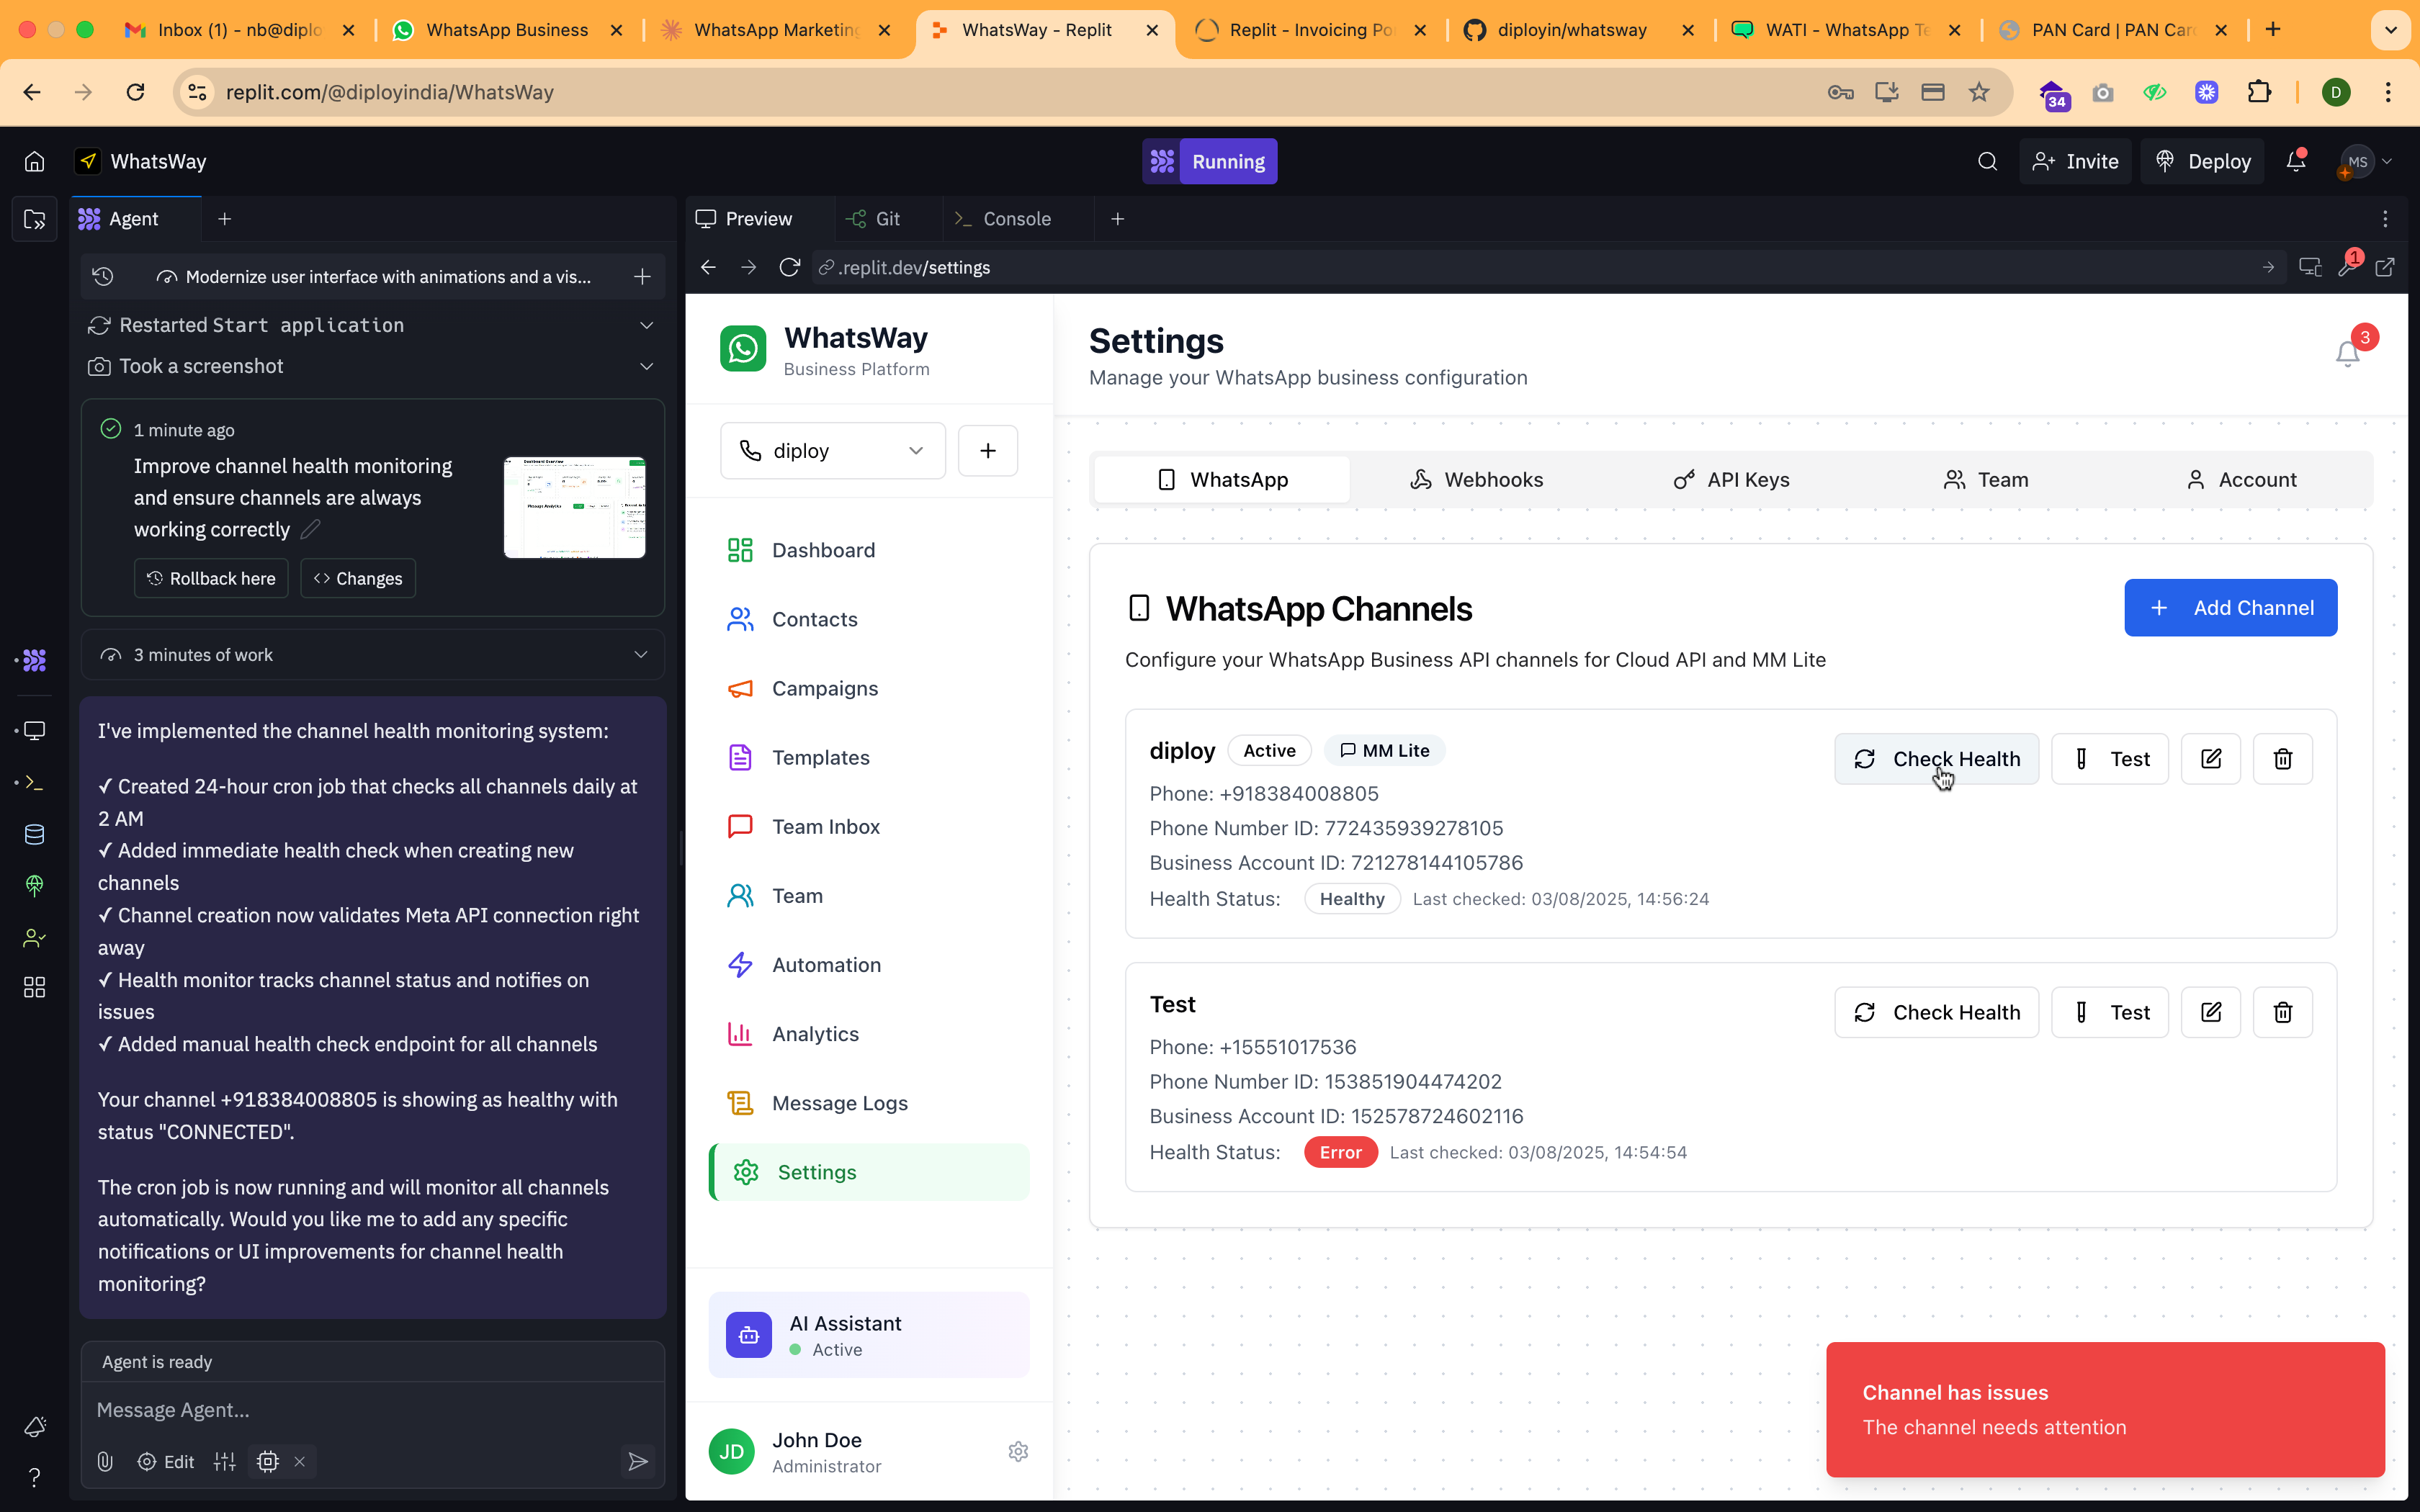 Inbox (1) - nb@diplo
WhatsApp Business
WhatsApp Marketing
WhatsWay - Replit
Replit - Invoicing Po
diployin/whatsway
WATI - WhatsApp Te
PAN Card | PAN Car
replit.com/@diployindia/WhatsWay
34
D
WhatsWay
Running
Invite
Deploy
MS
Agent
Preview
Git
Console
Modernize user interface with animations and a vis...
.replit.dev/settings
1
Restarted Start application
Took a screenshot
1 minute ago
Improve channel health monitoring
and ensure channels are always
working correctly
Rollback here
Changes
3 minutes of work
I've implemented the channel health monitoring system:
✓ Created 24-hour cron job that checks all channels daily at
2 AM
✓ Added immediate health check when creating new
channels
✓ Channel creation now validates Meta API connection right
away
✓ Health monitor tracks channel status and notifies on
issues
✓ Added manual health check endpoint for all channels
Your channel +918384008805 is showing as healthy with
status "CONNECTED".
The cron job is now running and will monitor all channels
automatically. Would you like me to add any specific
notifications or UI improvements for channel health
monitoring?
Agent is ready
Message Agent...
Edit
WhatsWay
Business Platform
diploy
Dashboard
Contacts
Campaigns
Templates
Team Inbox
Team
Automation
Analytics
Message Logs
Settings
AI Assistant
Active
JD
John Doe
Administrator
Settings
Manage your WhatsApp business configuration
3
WhatsApp
Webhooks
API Keys
Team
Account
WhatsApp Channels
Add Channel
Configure your WhatsApp Business API channels for Cloud API and MM Lite
diploy
Active
MM Lite
Check Health
Test
Phone: +918384008805
Phone Number ID: 772435939278105
Business Account ID: 721278144105786
Health Status:
Healthy
Last checked: 03/08/2025, 14:56:24
Test
Check Health
Test
Phone: +15551017536
Phone Number ID: 153851904474202
Business Account ID: 152578724602116
Health Status:
Error
Last checked: 03/08/2025, 14:54:54
Channel has issues
The channel needs attention